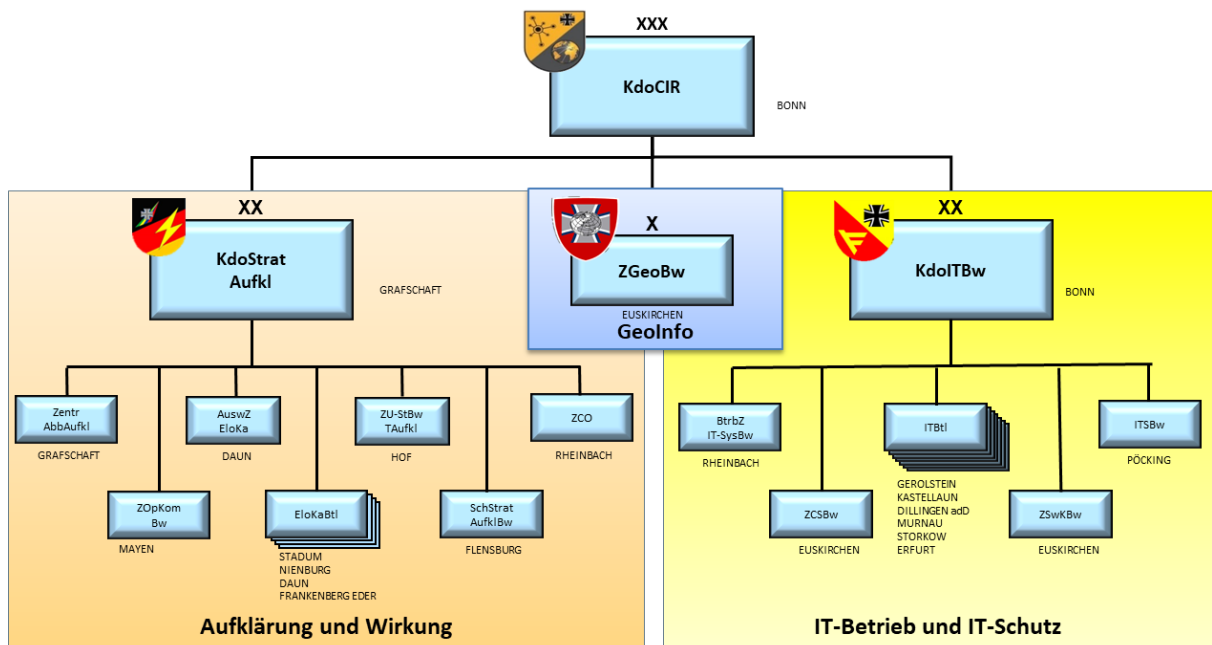 XXX
KdoCIR
BONN
XX
KdoStrat
Aufkl
GRAFSCHAFT
X
ZGeoBw
EUSKIRCHEN
GeoInfo
XX
KdoITBw
BONN
Zentr
AbbAufkl
GRAFSCHAFT
AuswZ
EloKa
DAUN
ZU-StBw
TAufkl
HOF
ZCO
RHEINBACH
ZOpKom
Bw
MAYEN
EloKaBtl
STADUM
NIENBURG
DAUN
FRANKENBERG EDER
SchStrat
AufklBw
FLENSBURG
Aufklärung und Wirkung
BtrbZ
IT-SysBw
RHEINBACH
ITBtl
GEROLSTEIN
KASTELLAUN
DILLINGEN adD
MURNAU
STORKOW
ERFURT
ITSBw
PÖCKING
ZCSBw
EUSKIRCHEN
ZSwKBw
EUSKIRCHEN
IT-Betrieb und IT-Schutz